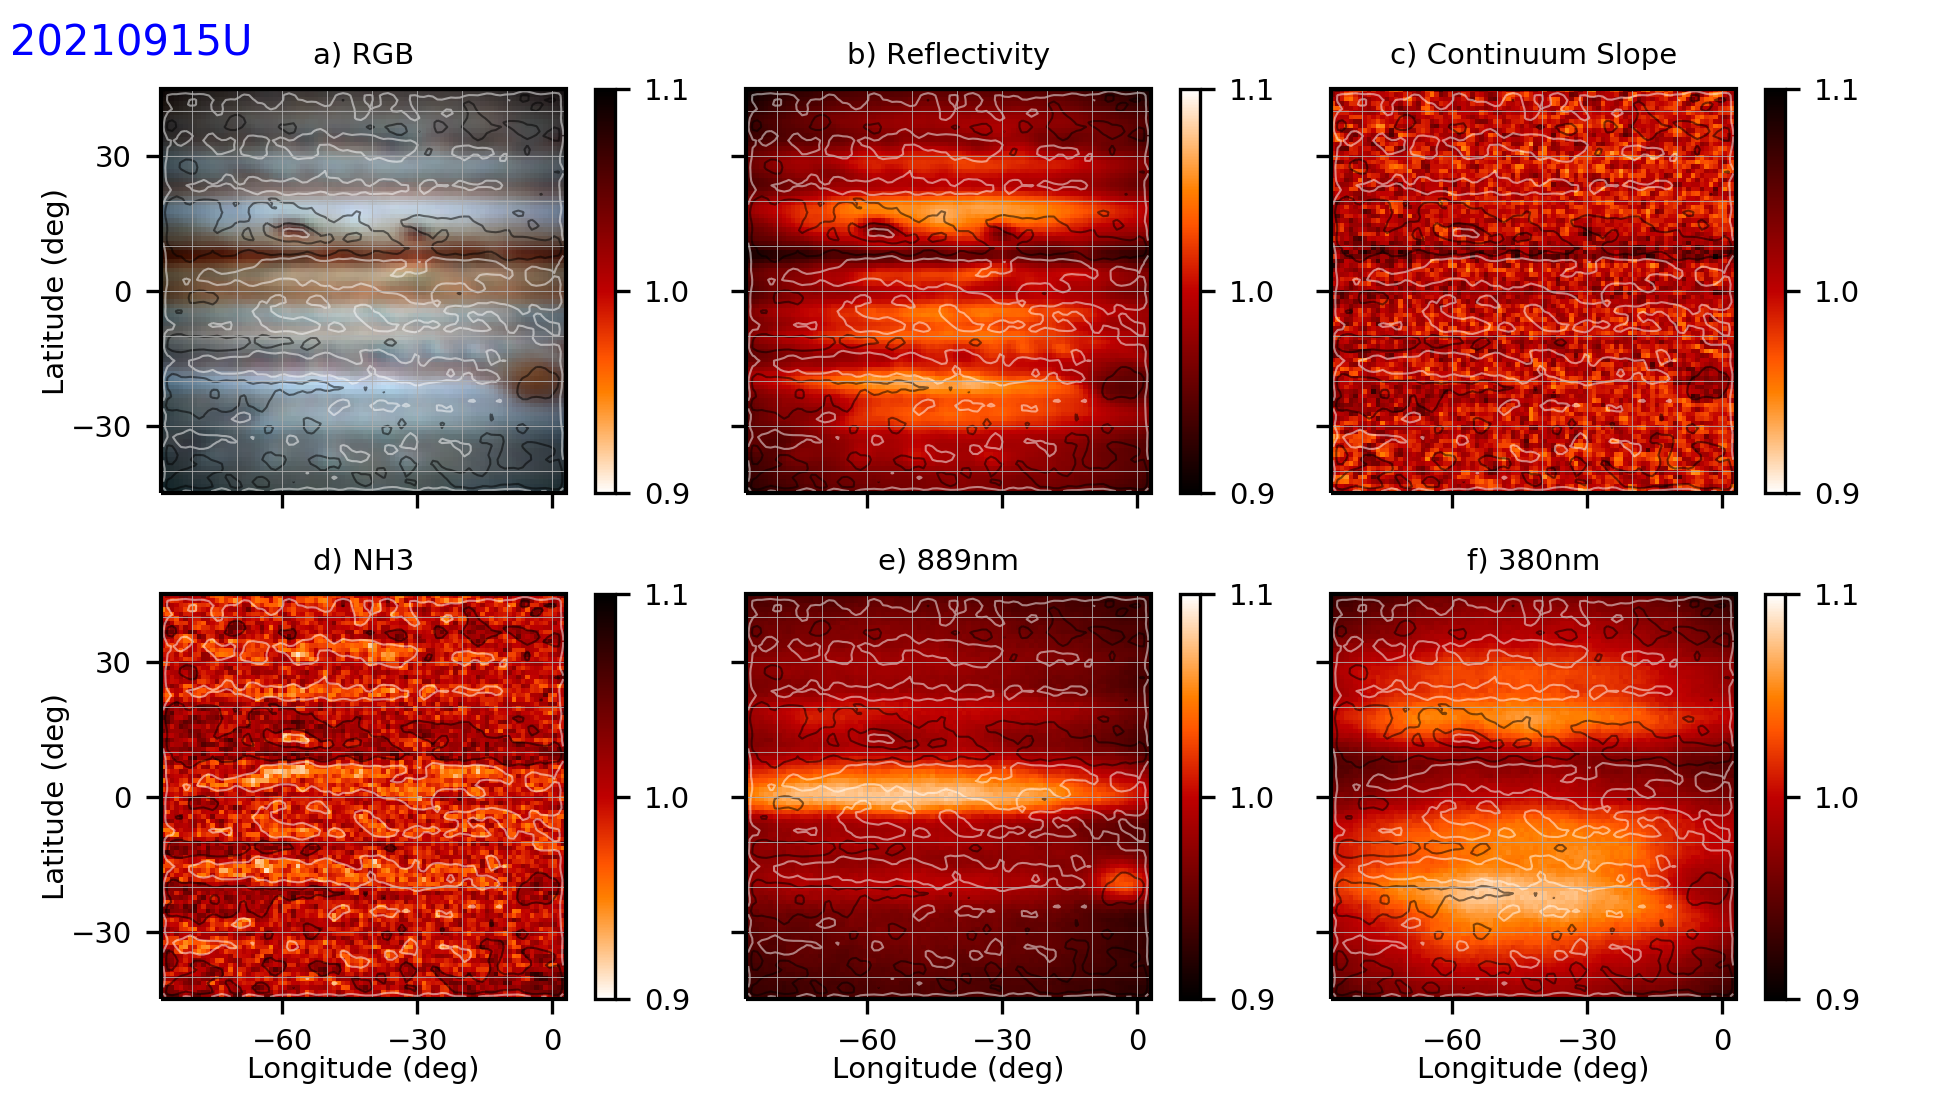 20210915U
a) RGB
b) Reflectivity
c) Continuum Slope
1.1
1.1
1.1
30
0
−30
1.0
1.0
1.0
Latitude (deg)
0.9
0.9
0.9
d) NH3
e) 889nm
f) 380nm
1.1
1.1
1.1
30
0
−30
1.0
1.0
1.0
Latitude (deg)
0.9
0.9
0.9
−60 −30 0
−60 −30 0
−60 −30 0
Longitude (deg)
Longitude (deg)
Longitude (deg)